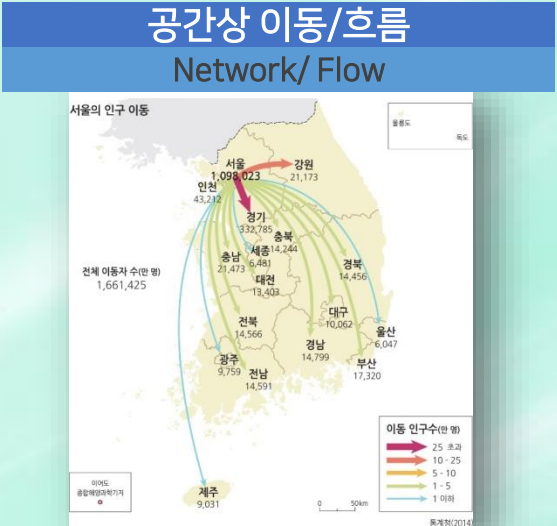 공간상 이동/흐름
Network/ Flow
서울의 인구 이동
울릉도
독도
서울
1,098,023
강원
21,173
인천
43,212
경기
332,785
충북
14,244
세종
6,481
충남
21,473
대전
13,403
경북
14,456
전체 이동자 수(만 명)
1,661,425
대구
10,062
전북
14,566
울산
6,047
경남
14,799
광주
9,759
전남
14,591
부산
17,320
이동 인구수(만 명)
25 초과
10 - 25
5 - 10
1 - 5
1 이하
이어도
종합해양과학기지
제주
9,031
0 50km
통계청(2014)